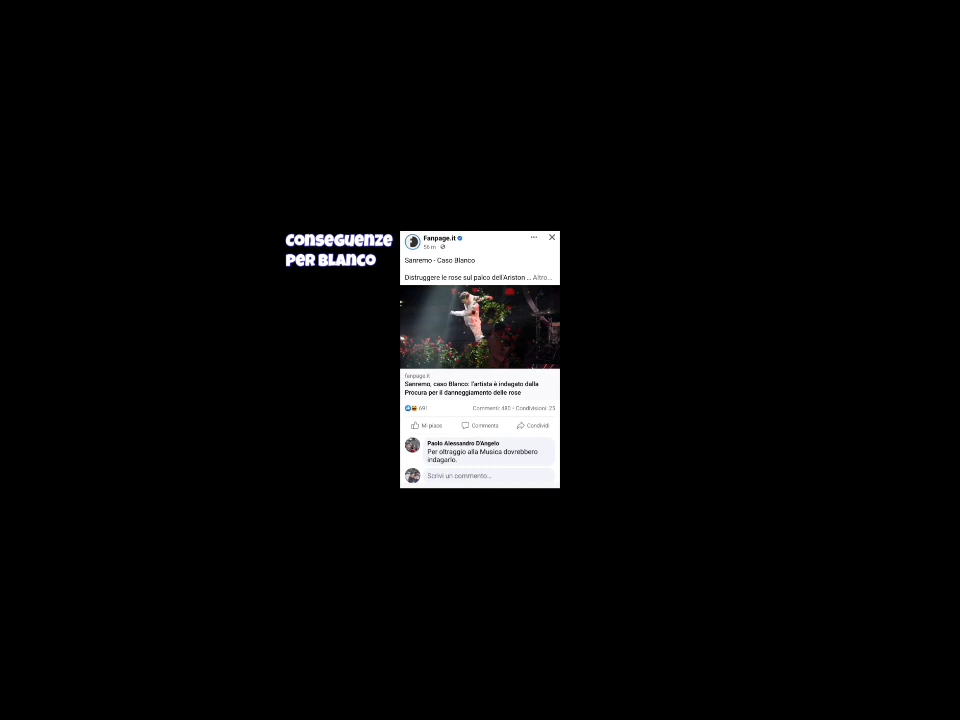 CONSEGUENZE
PER BLANCO
Fanpage.it
56 m
Sanremo - Caso Blanco
Distruggere le rose sul palco dell'Ariston ... Altro...
fanpage.it
Sanremo, caso Blanco: l'artista è indagato dalla
Procura per il danneggiamento delle rose
691 Commenti: 480 • Condivisioni: 25
Mi piace Commenta Condividi
Paolo Alessandro D'Angelo
Per oltraggio alla Musica dovrebbero
indagarlo.
Scrivi un commento...